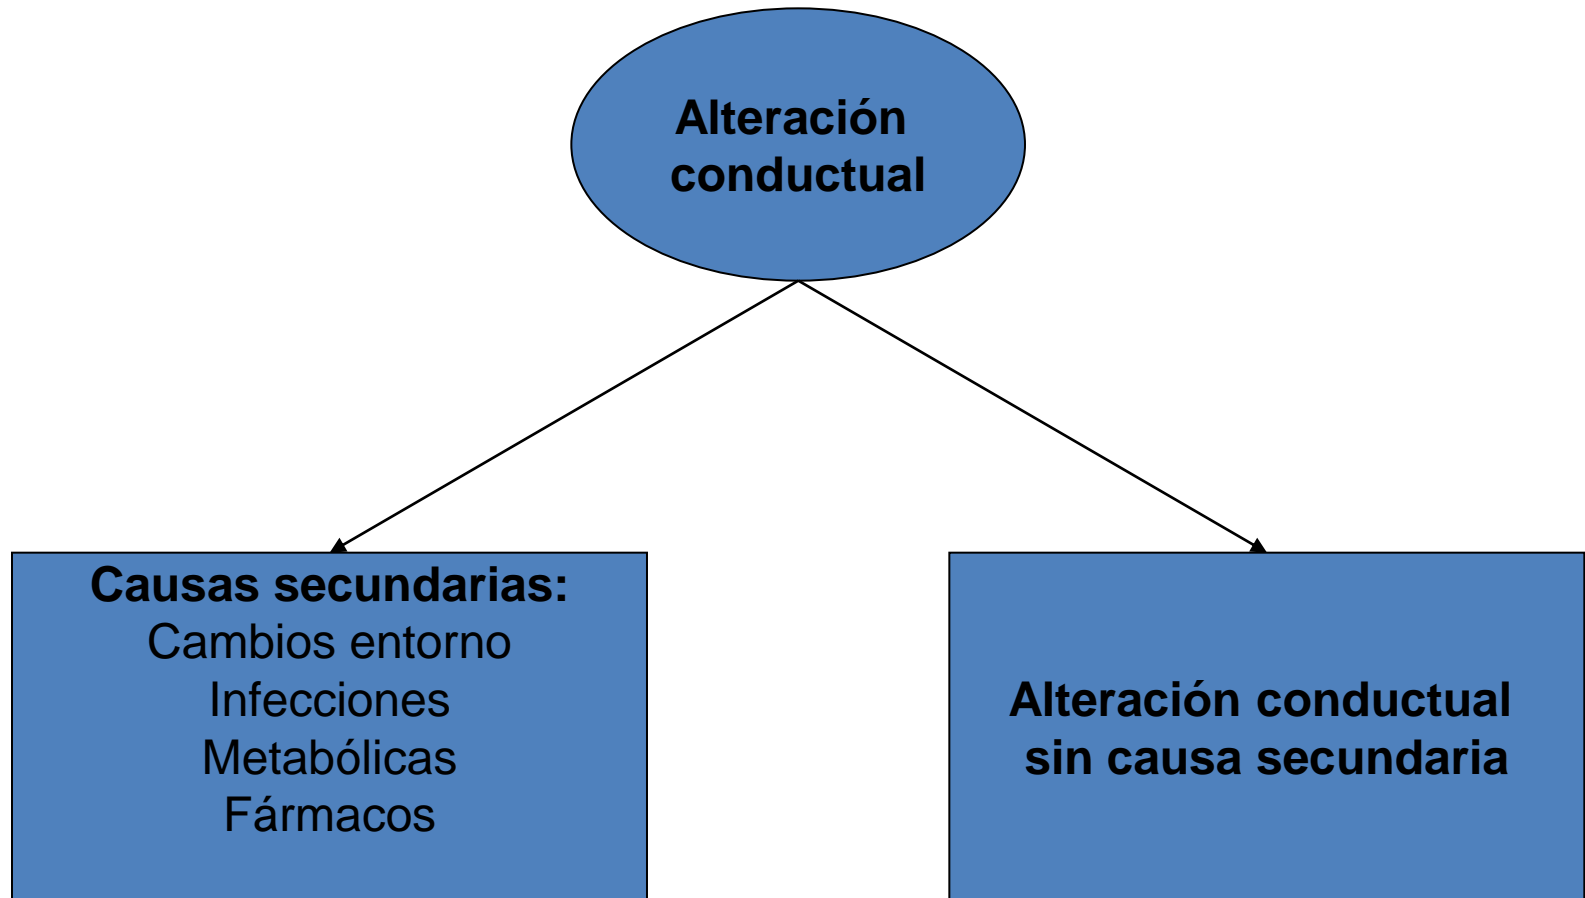 Alteración
conductual
Causas secundarias:
Cambios entorno
Infecciones
Metabólicas
Fármacos
Alteración conductual
sin causa secundaria